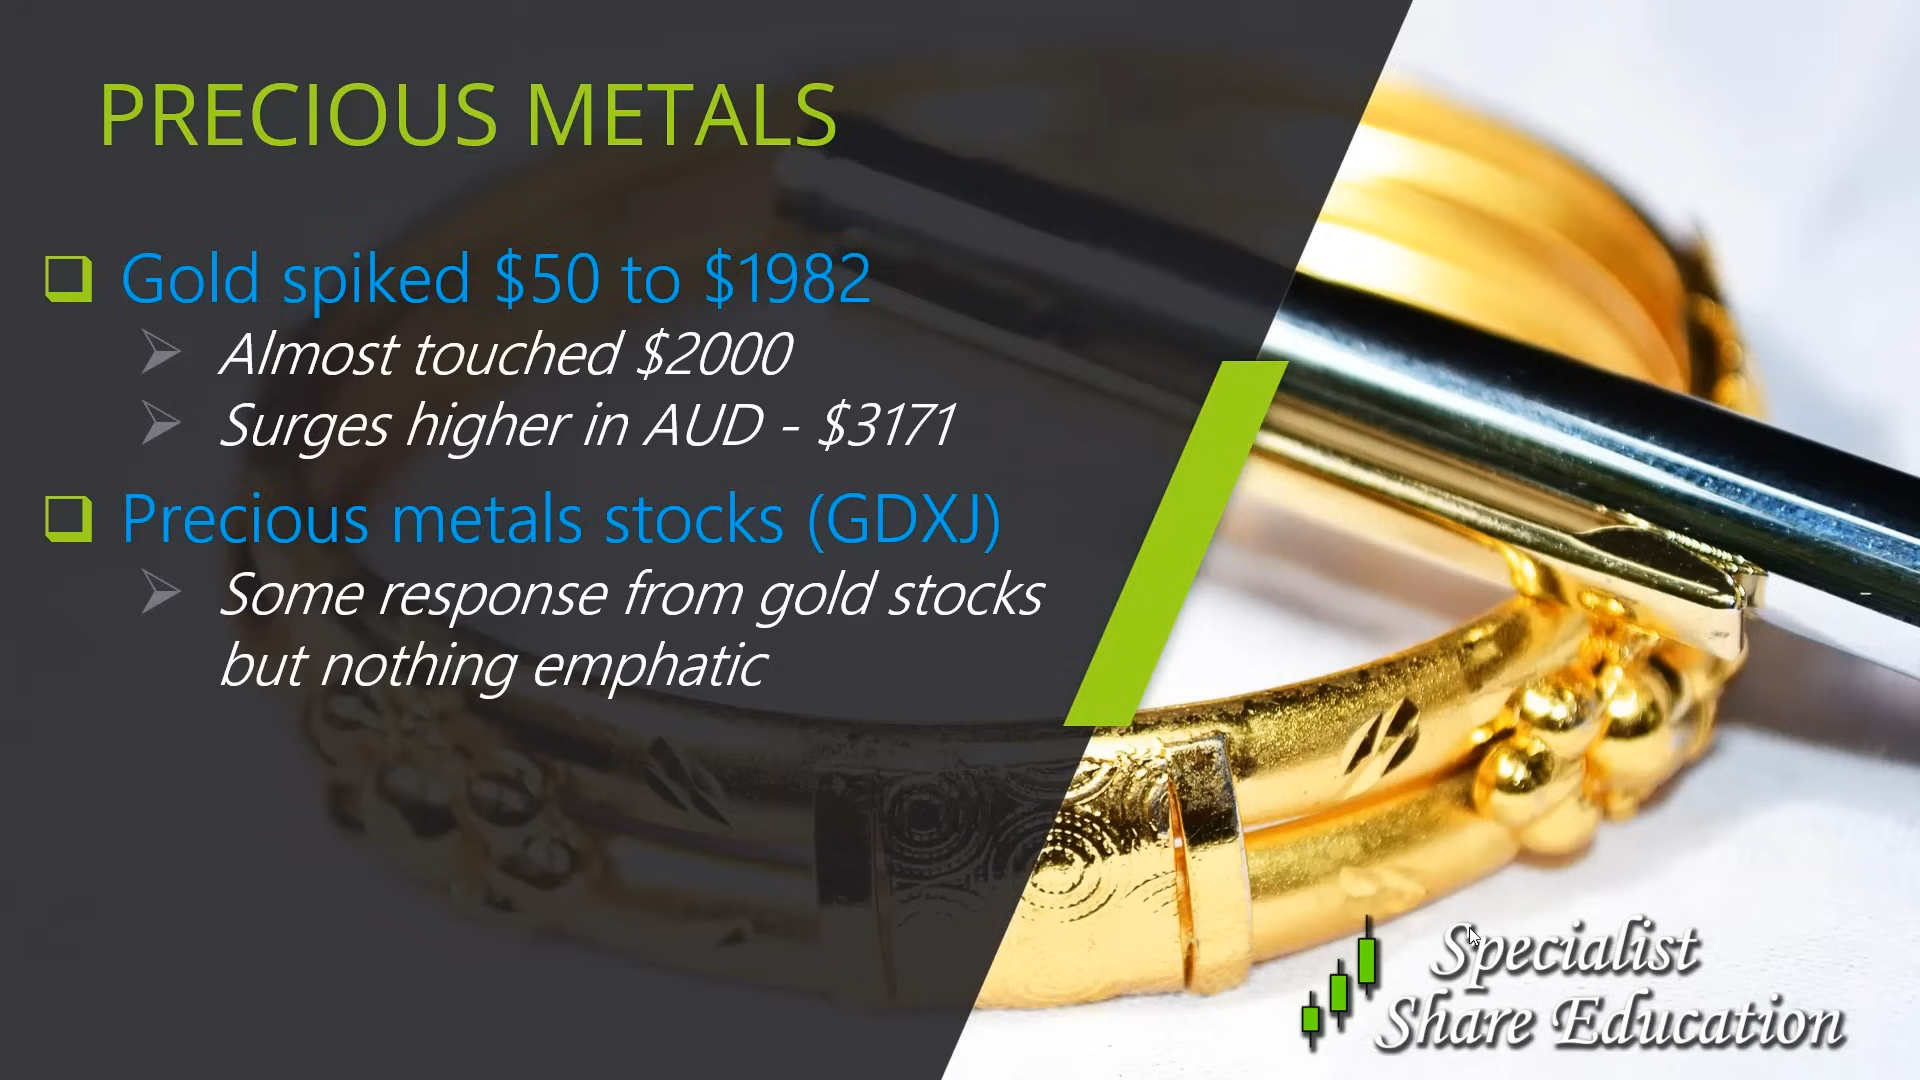 PRECIOUS METALS
Gold spiked $50 to $1982
Almost touched $2000
Surges higher in AUD - $3171
Precious metals stocks (GDXJ)
Some response from gold stocks
but nothing emphatic
Specialist
Share Education